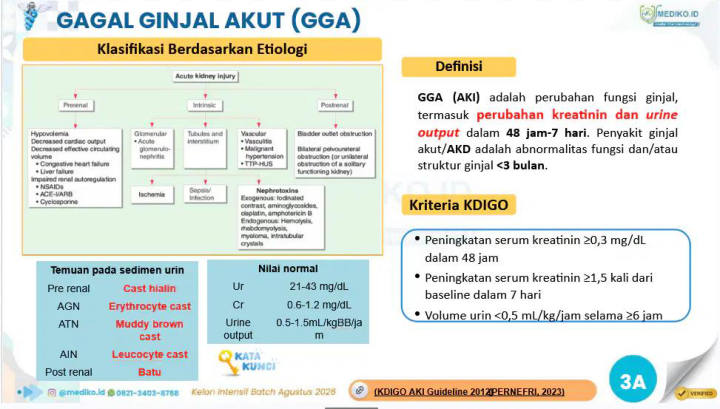 GAGAL GINJAL AKUT (GGA)
MEDIKO.ID
Klasifikasi Berdasarkan Etiologi
Acute kidney injury
Prerenal
Intrinsic
Postrenal
Hypovolemia
Decreased cardiac output
Decreased effective circulating
volume
• Congestive heart failure
• Liver failure
Impaired renal autoregulation
• NSAIDs
• ACE-I/ARB
• Cyclosporine
Glomerular
• Acute
glomerulo-
nephritis
Tubules and
interstitium
Vascular
• Vasculitis
• Malignant
hypertension
• TTP-HUS
Bladder outlet obstruction
Bilateral pelvoureteral
obstruction (or unilateral
obstruction of a solitary
functioning kidney)
Ischemia
Sepsis/
Infection
Nephrotoxins
Exogenous: Iodinated
contrast, aminoglycosides,
cisplatin, amphotericin B
Endogenous: Hemolysis,
rhabdomyolysis,
myeloma, intratubular
crystals
Temuan pada sedimen urin
Pre renal Cast hialin
AGN Erythrocyte cast
ATN Muddy brown
cast
AIN Leucocyte cast
Post renal Batu
Nilai normal
Ur 21-43 mg/dL
Cr 0.6-1.2 mg/dL
Urine 0.5-1.5mL/kgBB/ja
output m
KATA
KUNCI
Definisi
GGA (AKI) adalah perubahan fungsi ginjal,
termasuk perubahan kreatinin dan urine
output dalam 48 jam-7 hari. Penyakit ginjal
akut/AKD adalah abnormalitas fungsi dan/atau
struktur ginjal <3 bulan.
Kriteria KDIGO
• Peningkatan serum kreatinin ≥0,3 mg/dL
dalam 48 jam
• Peningkatan serum kreatinin ≥1,5 kali dari
baseline dalam 7 hari
• Volume urin <0,5 mL/kg/jam selama ≥6 jam
3A
@mediko.id 0821-3403-8768 Kelon Intensif Batch Agustus 2026 (KDIGO AKI Guideline 2012)(PERNEFRI, 2023)
VERIFIED